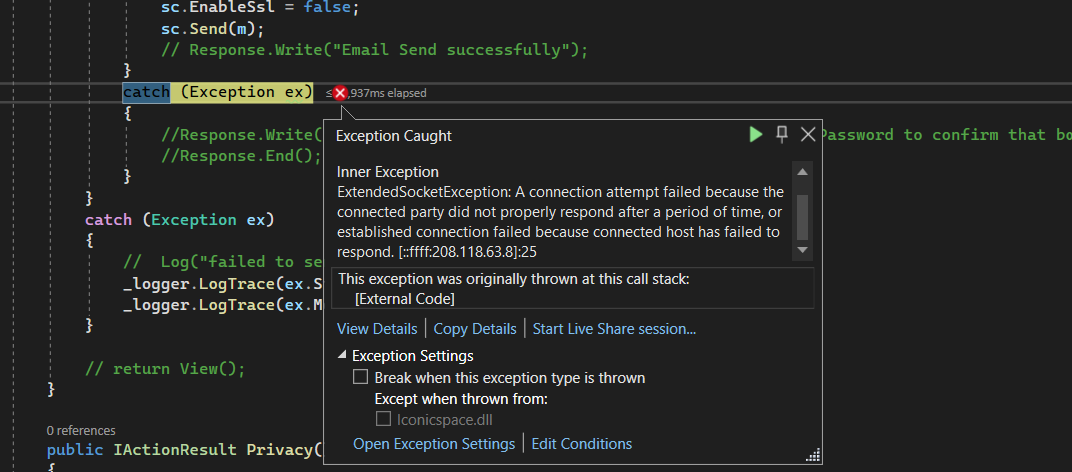 sc.EnableSsl = false;
sc.Send(m);
// Response.Write("Email Send successfully");
}
catch (Exception ex) ≤ ,937ms elapsed
{
//Response.Write( Password to confirm that bo
//Response.End();
}
}
catch (Exception ex)
{
// Log("failed to se
_logger.LogTrace(ex.S
_logger.LogTrace(ex.M
}
// return View();
}
0 references
public IActionResult Privacy(
{
Exception Caught
Inner Exception
ExtendedSocketException: A connection attempt failed because the
connected party did not properly respond after a period of time, or
established connection failed because connected host has failed to
respond. [::ffff:208.118.63.8]:25
This exception was originally thrown at this call stack:
[External Code]
View Details | Copy Details | Start Live Share session...
Exception Settings
Break when this exception type is thrown
Except when thrown from:
Iconicspace.dll
Open Exception Settings | Edit Conditions